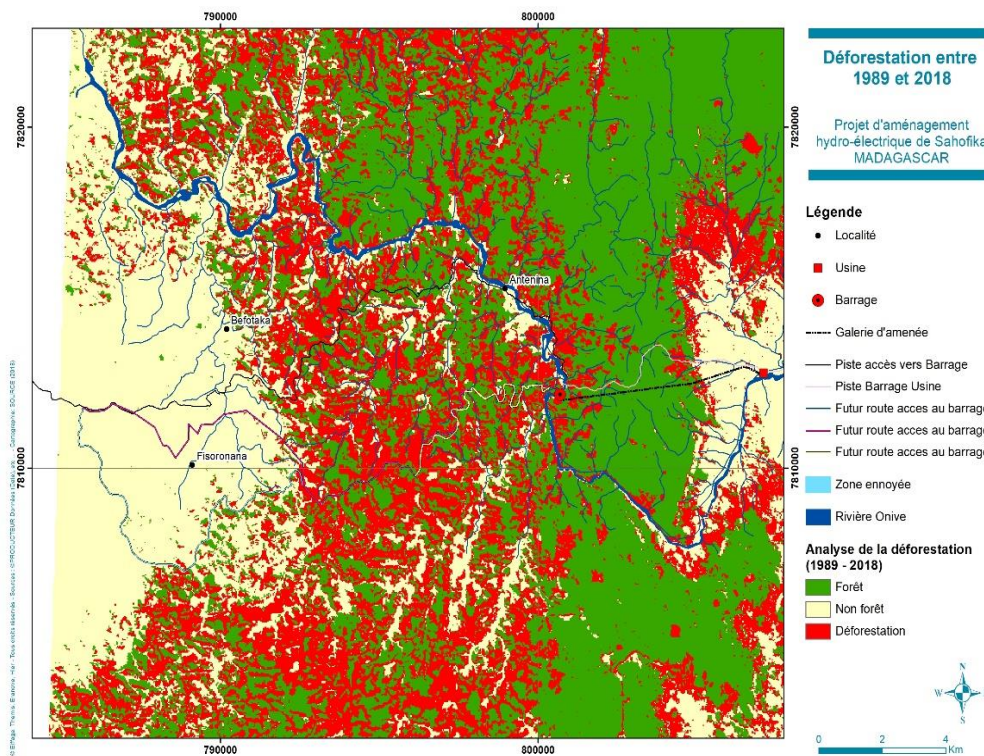 790000
800000
Déforestation entre
1989 et 2018
Projet d'aménagement
hydro-électrique de Sahofika
MADAGASCAR
7820000
7820000
Légende
Localité
Usine
Barrage
Galerie d'amenée
Piste accès vers Barrage
Piste Barrage Usine
Futur route acces au barrage
Futur route acces au barrage
Futur route acces au barrage
Zone ennoyée
Rivière Onive
Analyse de la déforestation
(1989 - 2018)
Forêt
Non forêt
Déforestation
Antenina
Befotaka
Fisoronana
7810000
7810000
790000
800000
N
W
E
S
0
2
4
Km